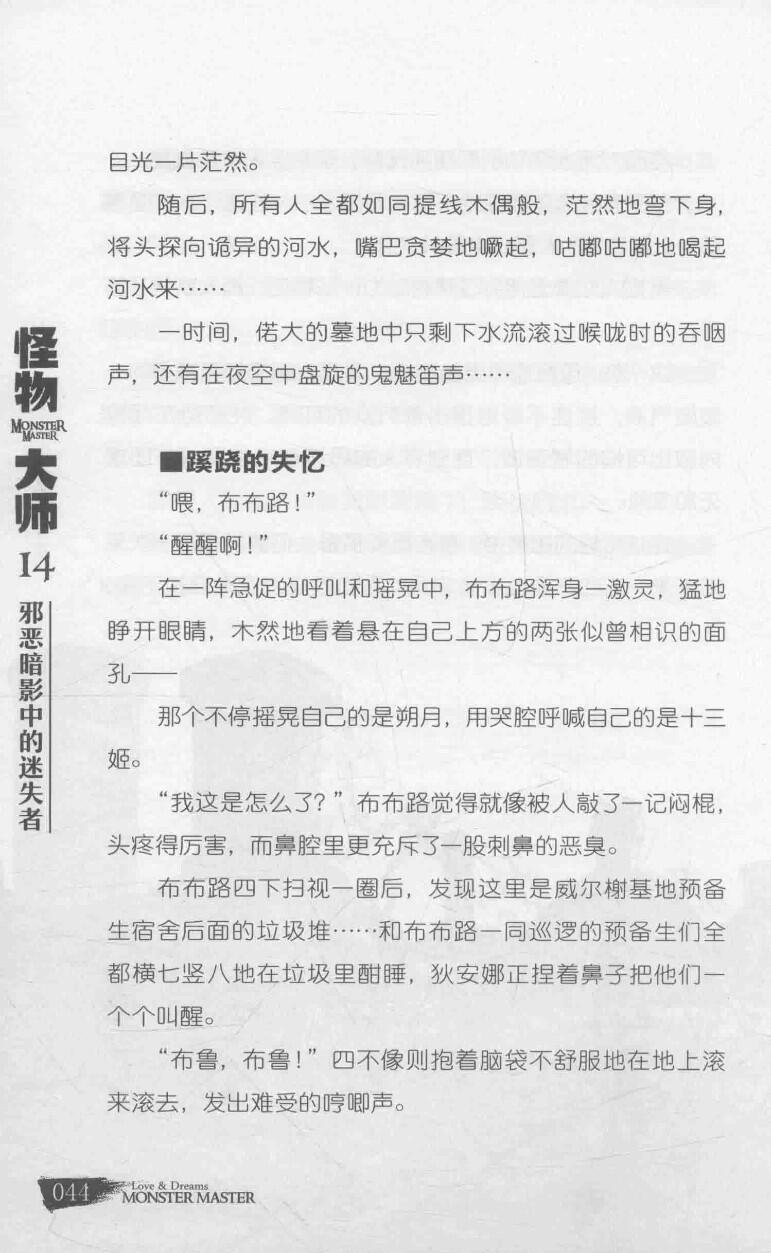 目光一片茫然。
随后，所有人全都如同提线木偶般，茫然地弯下身，
将头探向诡异的河水，嘴巴贪婪地噘起，咕嘟咕嘟地喝起
河水来……
一时间，偌大的墓地中只剩下水流滚过喉咙时的吞咽
声，还有在夜空中盘旋的鬼魅笛声……
■蹊跷的失忆
“喂，布布路！”
“醒醒啊！”
在一阵急促的呼叫和摇晃中，布布路浑身一激灵，猛地
睁开眼睛，木然地看着悬在自己上方的两张似曾相识的面
孔——
那个不停摇晃自己的是朔月，用哭腔呼喊自己的是十三
姬。
“我这是怎么了？”布布路觉得就像被人敲了一记闷棍，
头疼得厉害，而鼻腔里更充斥了一股刺鼻的恶臭。
布布路四下扫视一圈后，发现这里是威尔榭基地预备
生宿舍后面的垃圾堆……和布布路一同巡逻的预备生们全
都横七竖八地在垃圾里酣睡，狄安娜正捏着鼻子把他们一
个个叫醒。
“布鲁，布鲁！”四不像则抱着脑袋不舒服地在地上滚
来滚去，发出难受的哼唧声。
怪物
MONSTER
MASTER
大师
14
邪恶暗影中的迷失者
044
Love & Dreams
MONSTER MASTER